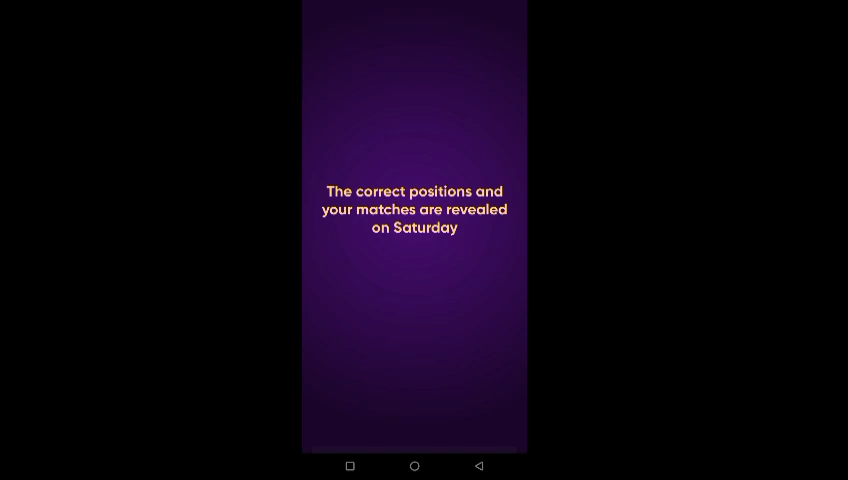 The correct positions and
your matches are revealed
on Saturday